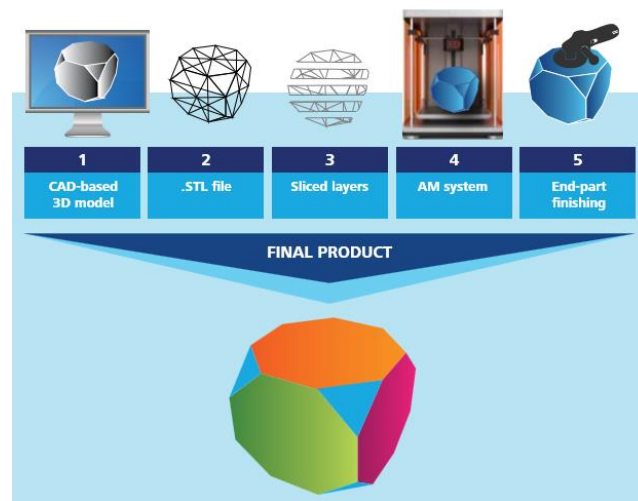 1
CAD-based
3D model
2
.STL file
3
Sliced layers
4
AM system
5
End-part
finishing
FINAL PRODUCT